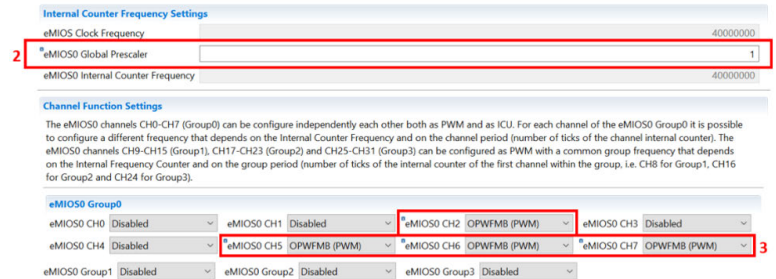 Internal Counter Frequency Settings
eMIOS Clock Frequency 40000000
2 eMIOS0 Global Prescaler 1
eMIOS0 Internal Counter Frequency 40000000
Channel Function Settings
The eMIOS0 channels CH0-CH7 (Group0) can be configure independently each other both as PWM and as ICU. For each channel of the eMIOS Group0 it is possible
to configure a different frequency that depends on the Internal Counter Frequency and on the channel period (number of ticks of the channel internal counter). The
eMIOS0 channels CH9-CH15 (Group1), CH17-CH23 (Group2) and CH25-CH31 (Group3) can be configured as PWM with a common group frequency that depends
on the Internal Frequency Counter and on the group period (number of ticks of the internal counter of the first channel within the group, i.e. CH8 for Group1, CH16
for Group2 and CH24 for Group3).
eMIOS0 Group0
eMIOS0 CH0 Disabled eMIOS0 CH1 Disabled eMIOS0 CH2 OPWFMB (PWM) eMIOS0 CH3 Disabled
eMIOS0 CH4 Disabled eMIOS0 CH5 OPWFMB (PWM) eMIOS0 CH6 OPWFMB (PWM) eMIOS0 CH7 OPWFMB (PWM) 3
eMIOS0 Group1 Disabled eMIOS0 Group2 Disabled eMIOS0 Group3 Disabled